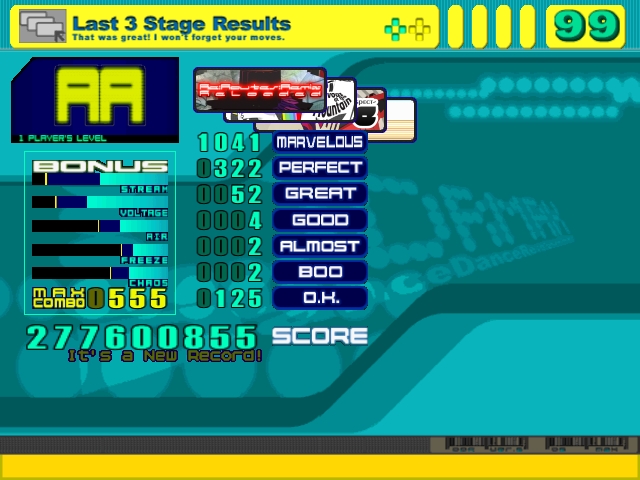 Last 3 Stage Results
That was great! I won't forget your moves.
99
AA
1 PLAYER'S LEVEL
BONUS
STREAM
VOLTAGE
AIR
FREEZE
CHAOS
MAX COMBO 0555
1041 MARVELOUS
0322 PERFECT
0052 GREAT
0004 GOOD
0002 ALMOST
0002 BOO
0125 O.K.
277600855 SCORE
It's a New Record!